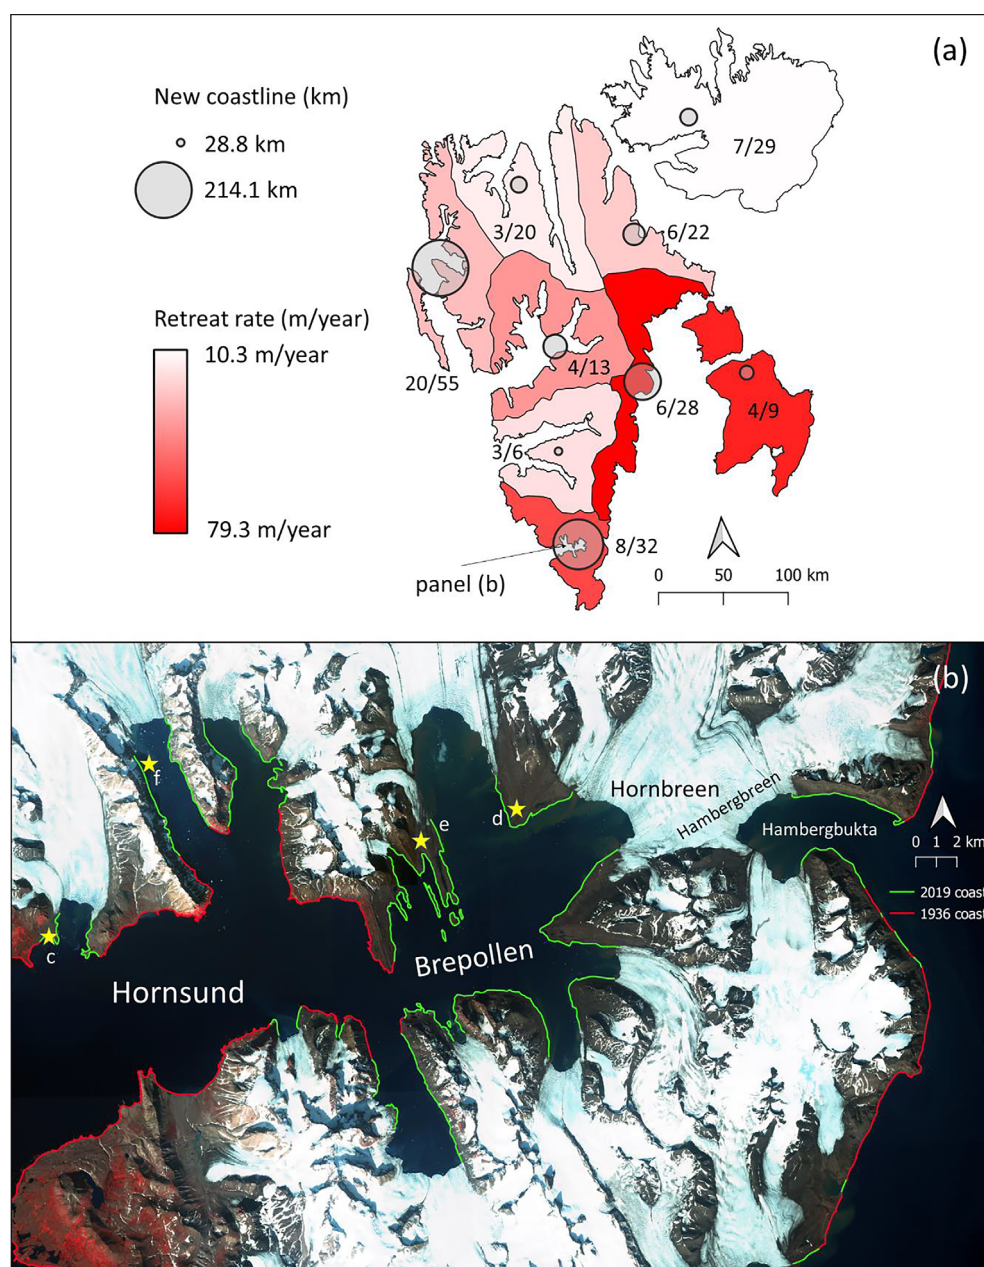 (a)
New coastline (km)
28.8 km
214.1 km
Retreat rate (m/year)
10.3 m/year
79.3 m/year
7/29
3/20
6/22
20/55
4/13
6/28
4/9
3/6
8/32
panel (b)
0 50 100 km
(b)
f
d
e
c
Hornbreen
Hambergbreen
Hambergbukta
0 1 2 km
2019 coast
1936 coast
Brepollen
Hornsund